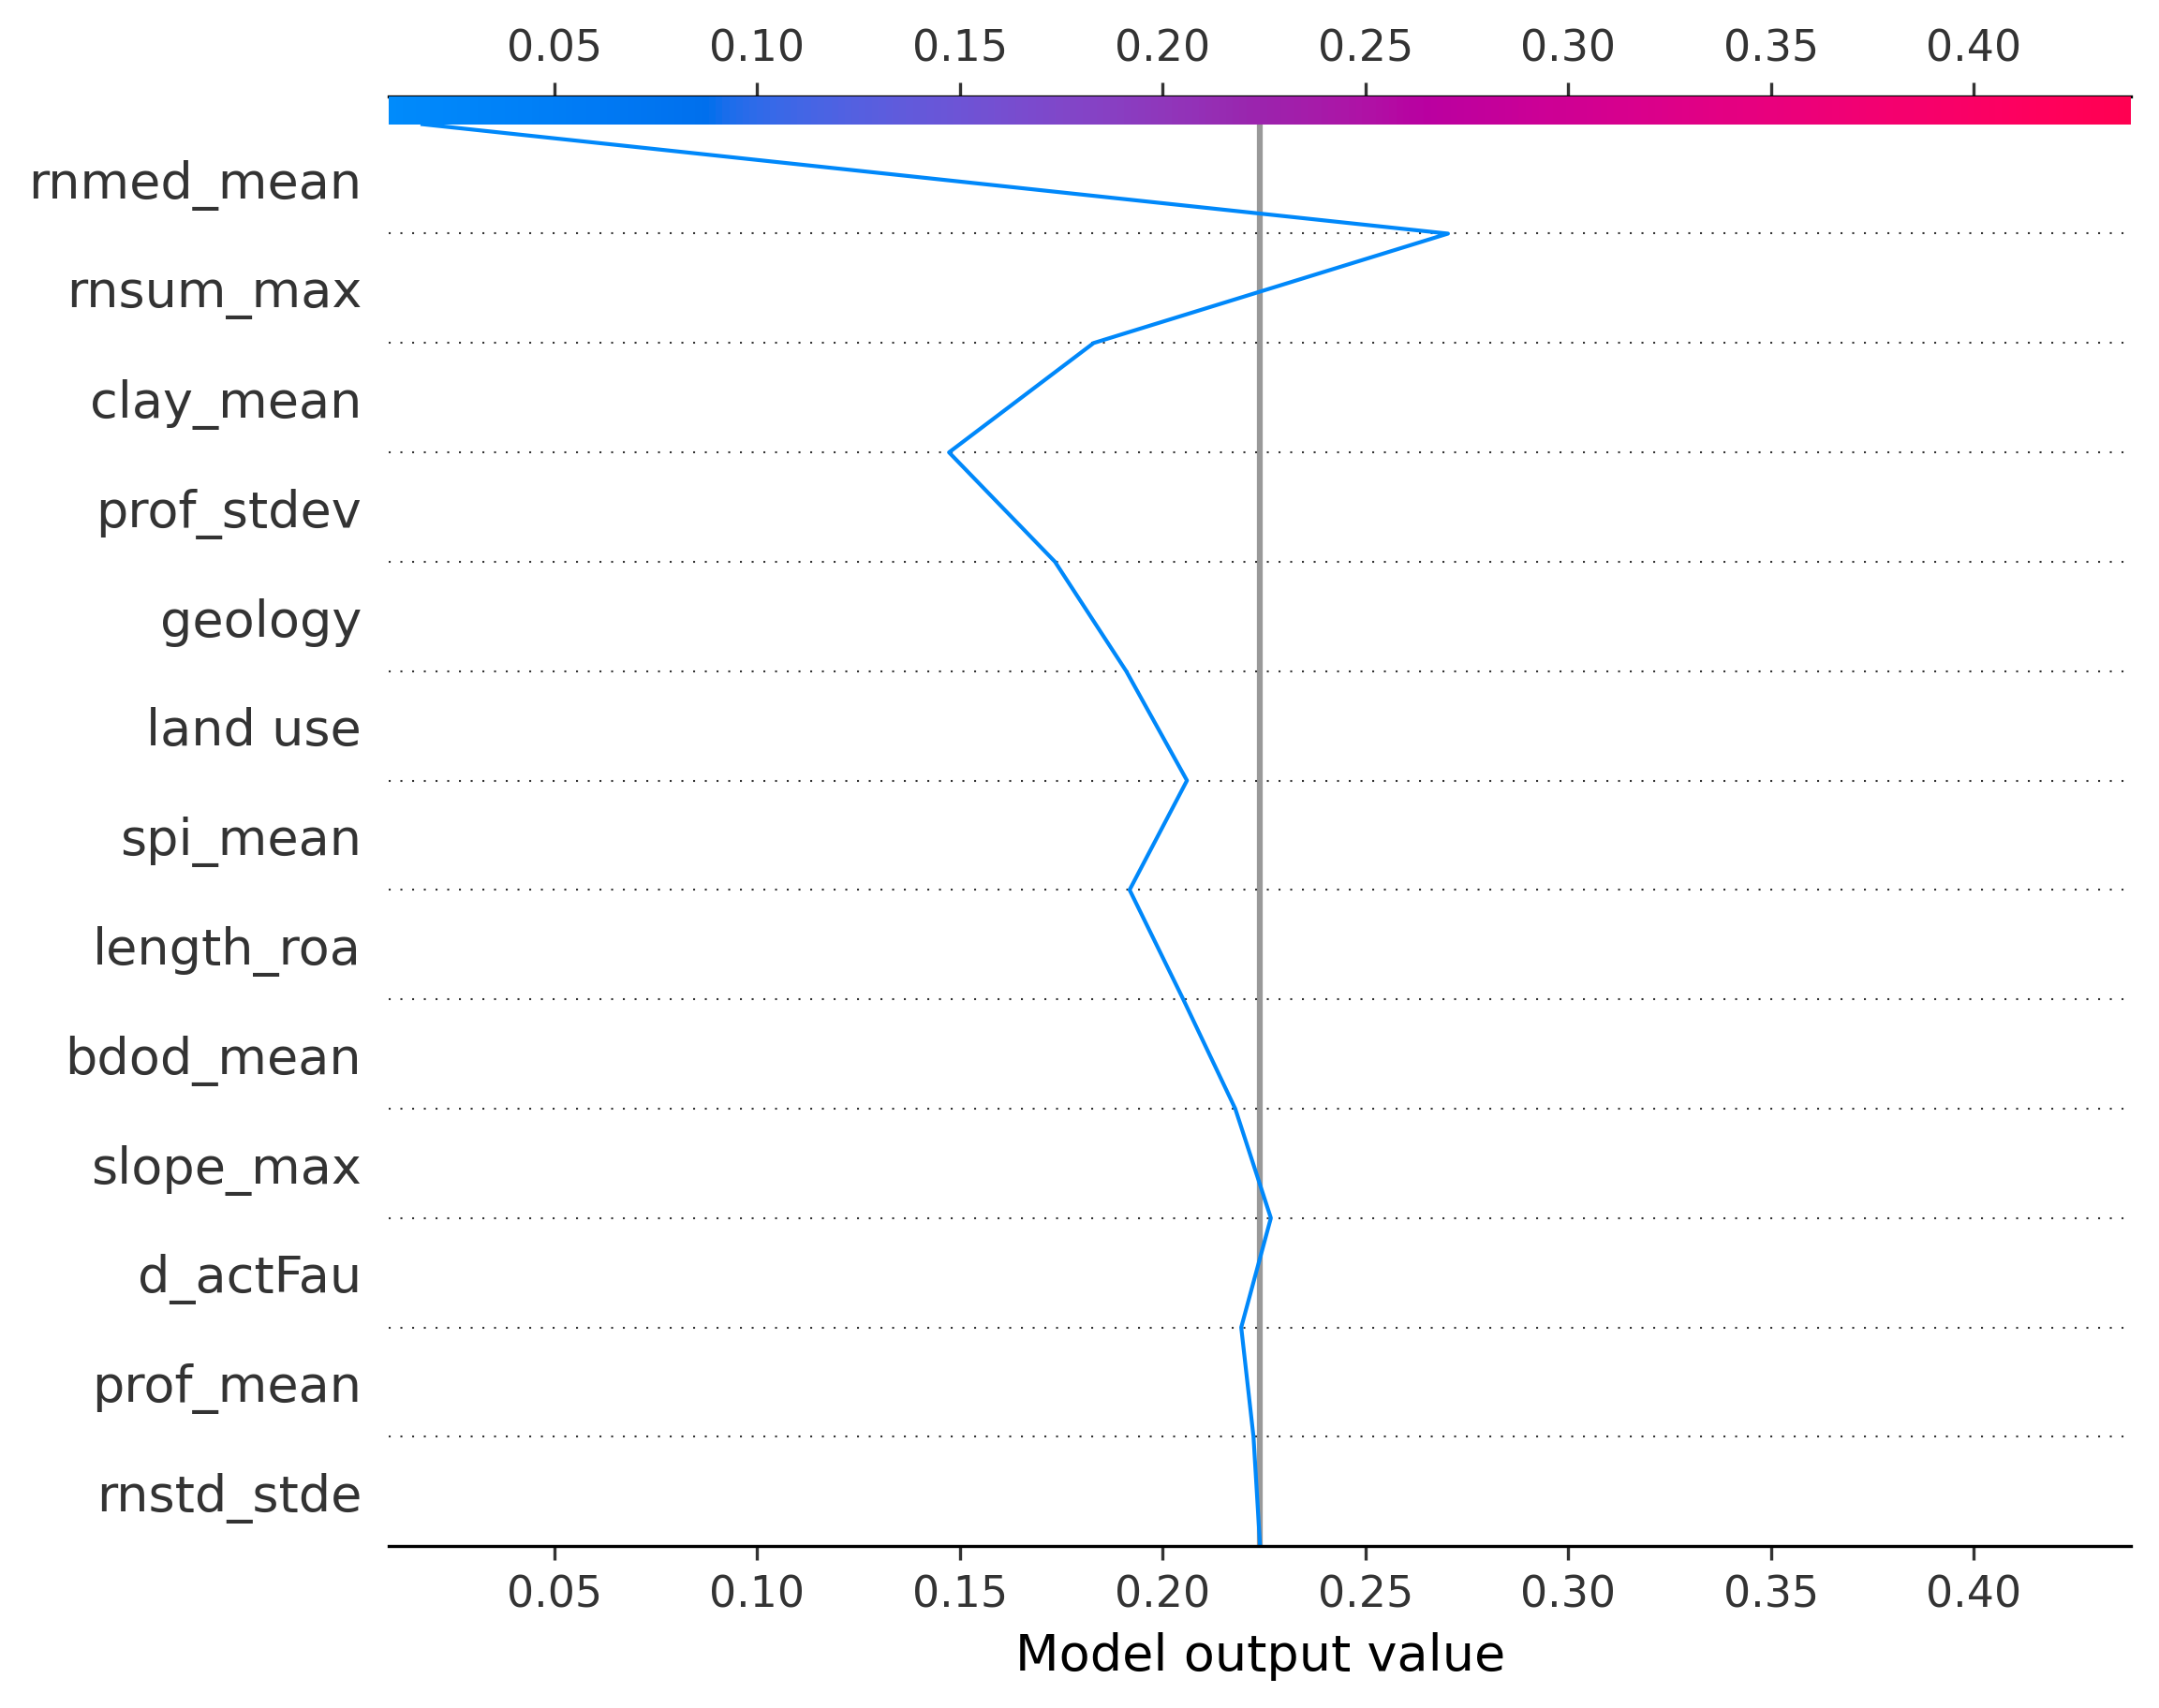 0.05 0.10 0.15 0.20 0.25 0.30 0.35 0.40
rnmed_mean
rnsum_max
clay_mean
prof_stdev
geology
land use
spi_mean
length_roa
bdod_mean
slope_max
d_actFau
prof_mean
rnstd_stde
0.05 0.10 0.15 0.20 0.25 0.30 0.35 0.40
Model output value